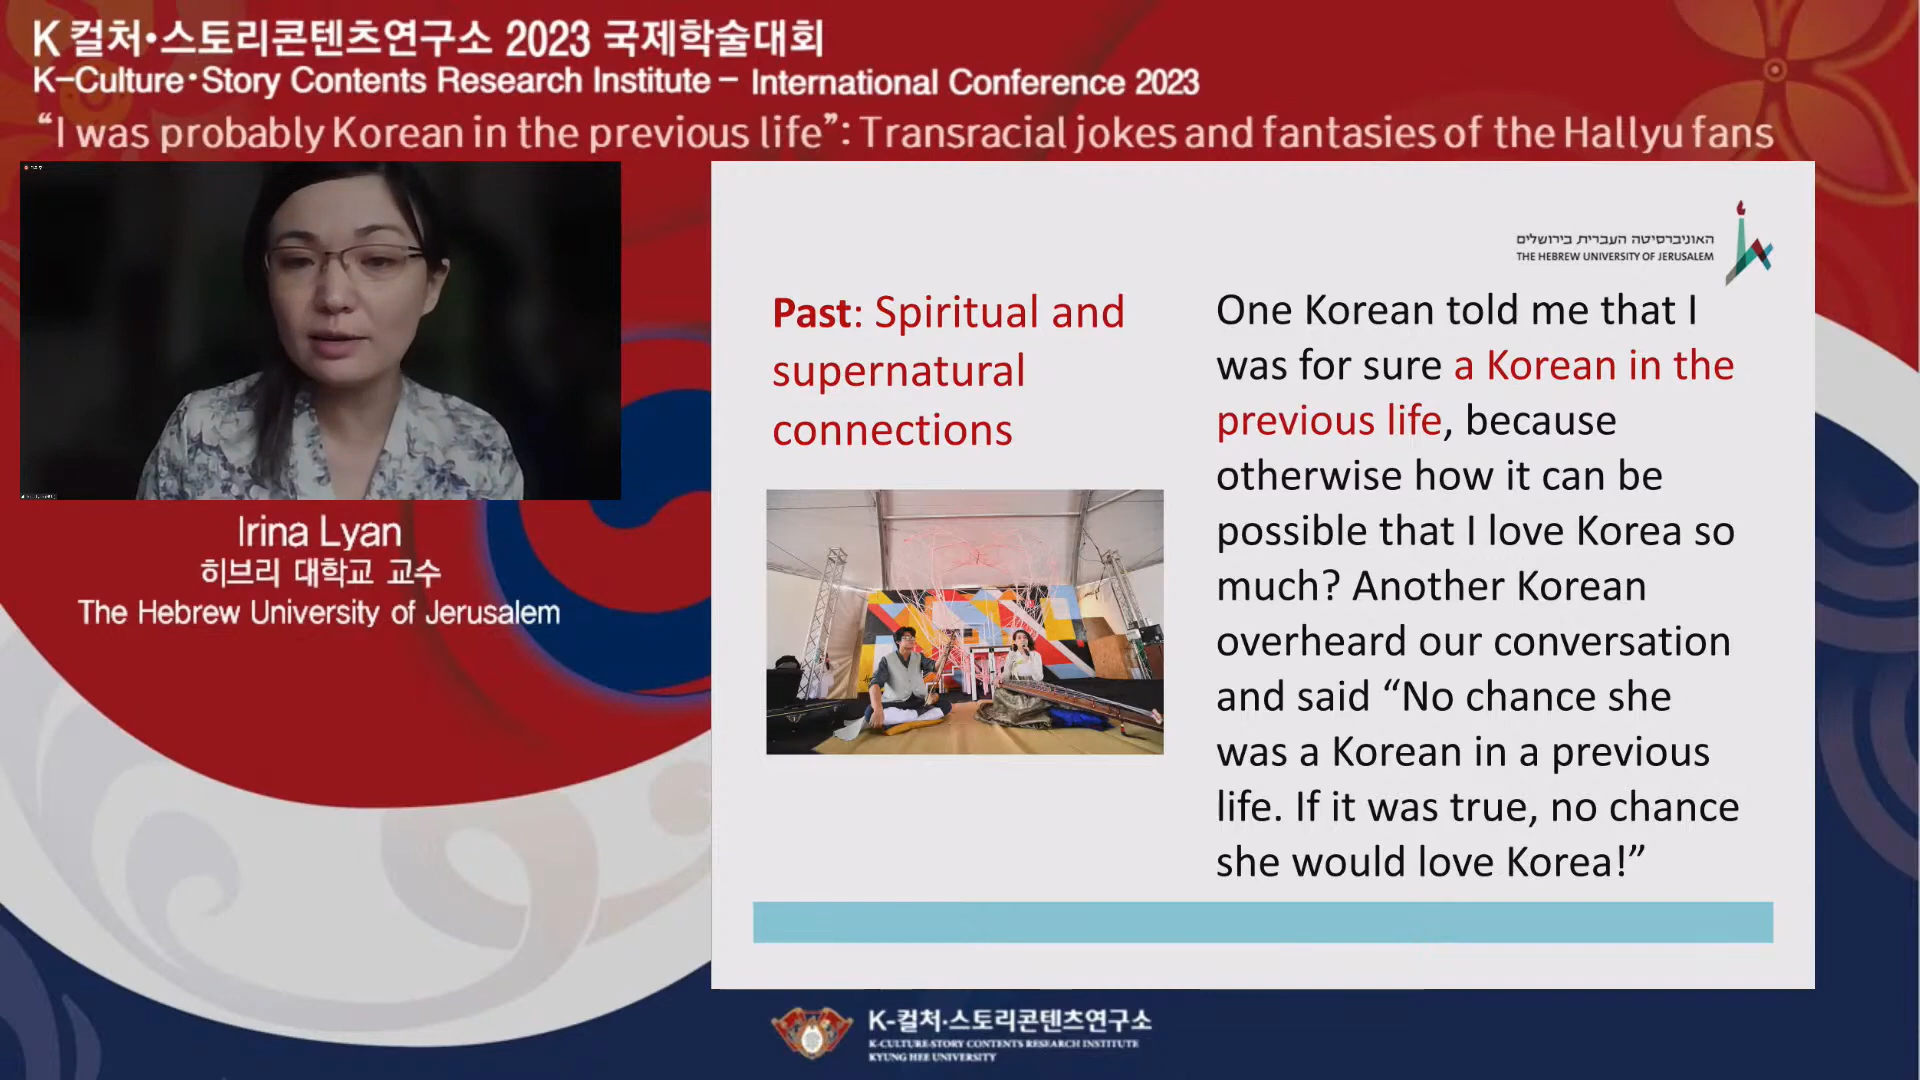 K 컬처•스토리콘텐츠연구소 2023 국제학술대회
K-Culture•Story Contents Research Institute - International Conference 2023
“I was probably Korean in the previous life”: Transracial jokes and fantasies of the Hallyu fans
Irina Lyan
히브리 대학교 교수
The Hebrew University of Jerusalem
האוניברסיטה העברית בירושלים
THE HEBREW UNIVERSITY OF JERUSALEM
Past: Spiritual and
supernatural
connections
One Korean told me that I
was for sure a Korean in the
previous life, because
otherwise how it can be
possible that I love Korea so
much? Another Korean
overheard our conversation
and said “No chance she
was a Korean in a previous
life. If it was true, no chance
she would love Korea!”
K-컬처•스토리콘텐츠연구소
K-CULTURE•STORY CONTENTS RESEARCH INSTITUTE
KYUNG HEE UNIVERSITY